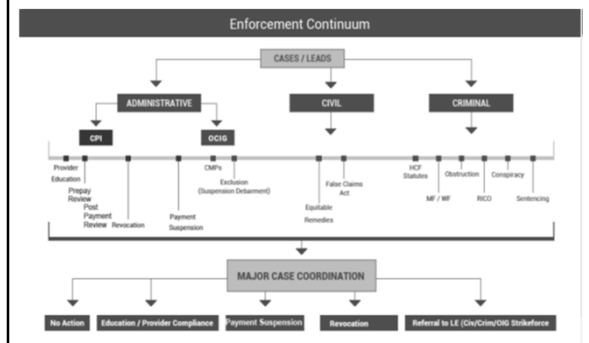 Enforcement Continuum
CASES / LEADS
ADMINISTRATIVE
CIVIL
CRIMINAL
CPI
OCIG
Provider
Education
Prepay
Review
Post
Payment
Review
Revocation
Payment
Suspension
CMPs
Exclusion
(Suspension Debarment)
Equitable
Remedies
False Claims
Act
HCF
Statutes
MF / WF
Obstruction
RICO
Conspiracy
Sentencing
MAJOR CASE COORDINATION
No Action
Education / Provider Compliance
Payment Suspension
Revocation
Referral to LE (Civ/Crim/OIG Strikeforce